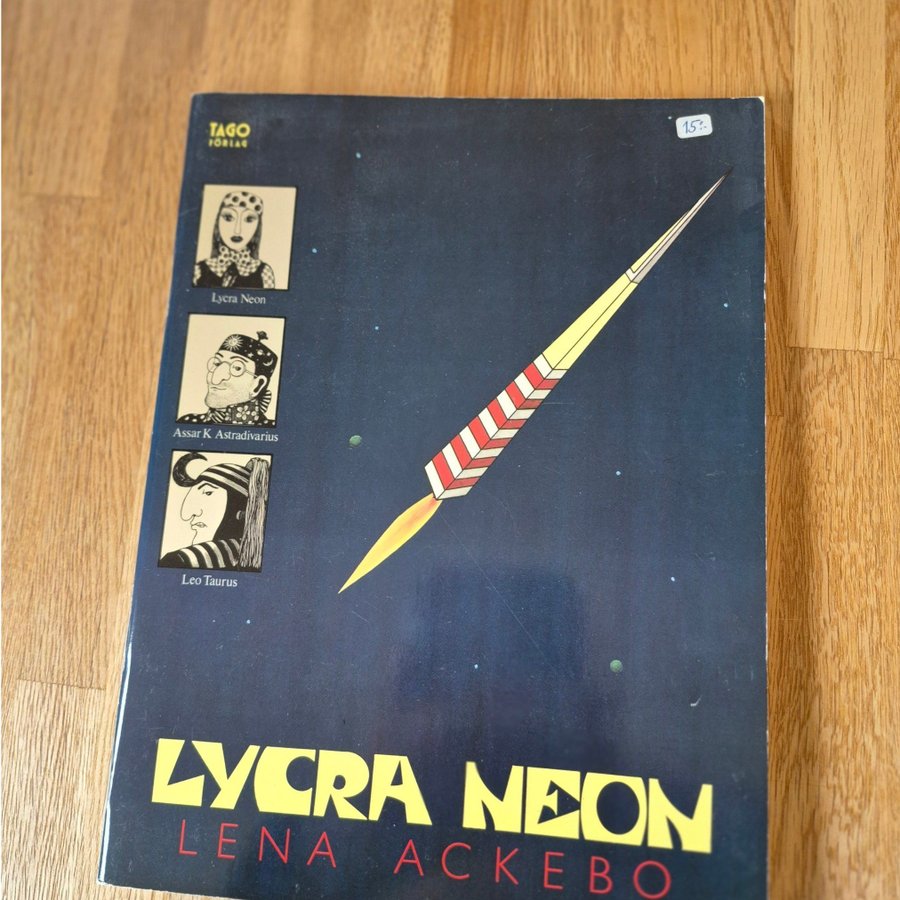 TAGO
FÖRLAG
15:-
Lycra Neon
Assar K Astradivarius
Leo Taurus
LYCRA NEON
LENA ACKEBO